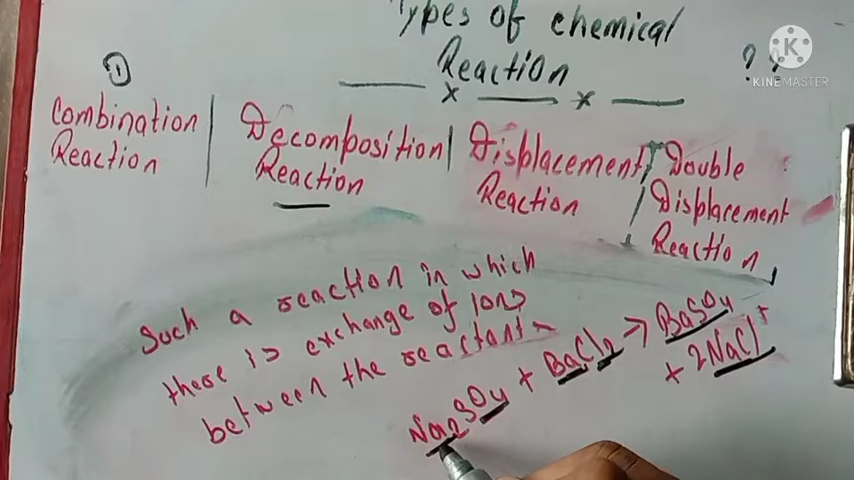 Types of chemical
Reaction ??
K
KINEMASTER
①
Combination
Reaction
Decomposition
Reaction
Displacement
Reaction
Double
Displacement
Reaction
Such a reaction in which
there is exchange of ions
between the reactants
Na2SO4 + BaCl2 → BaSO4
+ 2NaCl